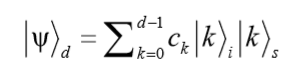 |ψ⟩_d = ∑_{k=0}^{d-1} c_k |k⟩_i |k⟩_s